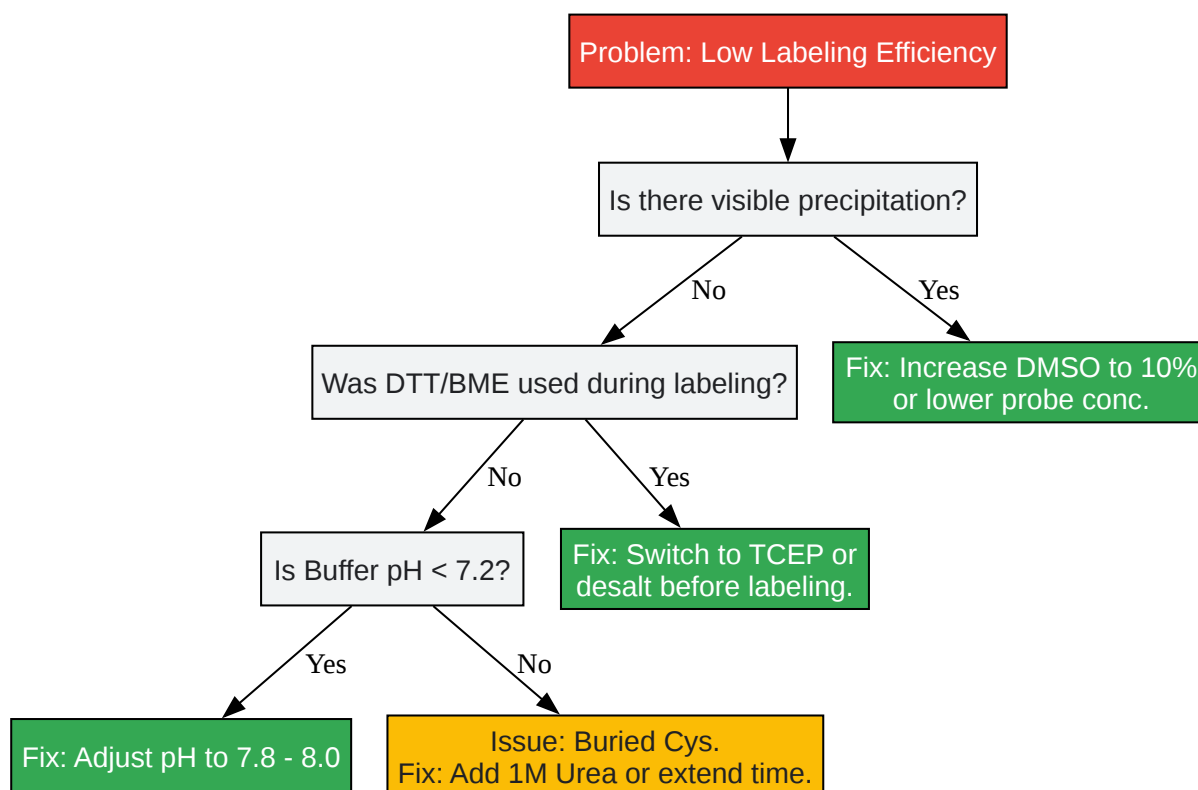 Problem: Low Labeling Efficiency
Is there visible precipitation?
No
Yes
Was DTT/BME used during labeling?
Fix: Increase DMSO to 10%
or lower probe conc.
No
Yes
Is Buffer pH < 7.2?
Fix: Switch to TCEP or
desalt before labeling.
Yes
No
Fix: Adjust pH to 7.8 - 8.0
Issue: Buried Cys.
Fix: Add 1M Urea or extend time.